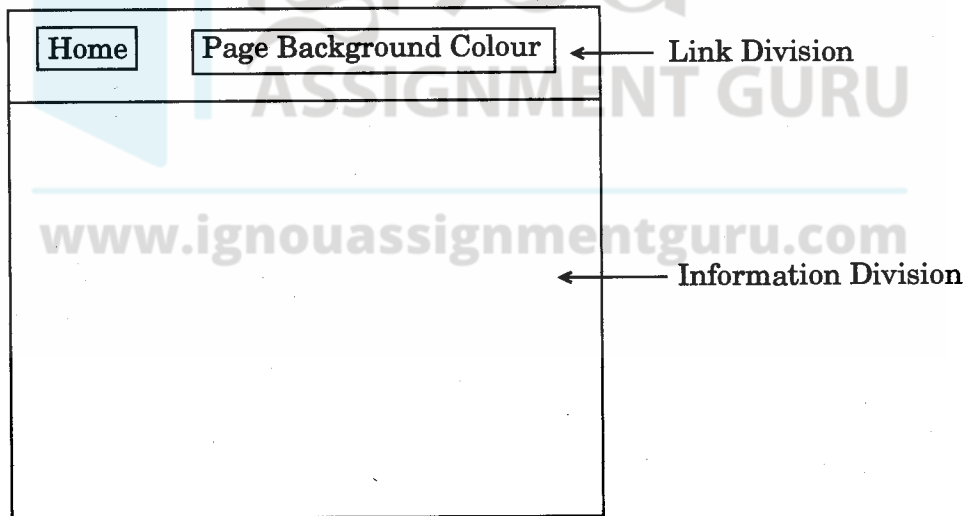 Home Page Background Colour Link Division
ASSIGNMENT GURU
www.ignouassignmentguru.com
Information Division